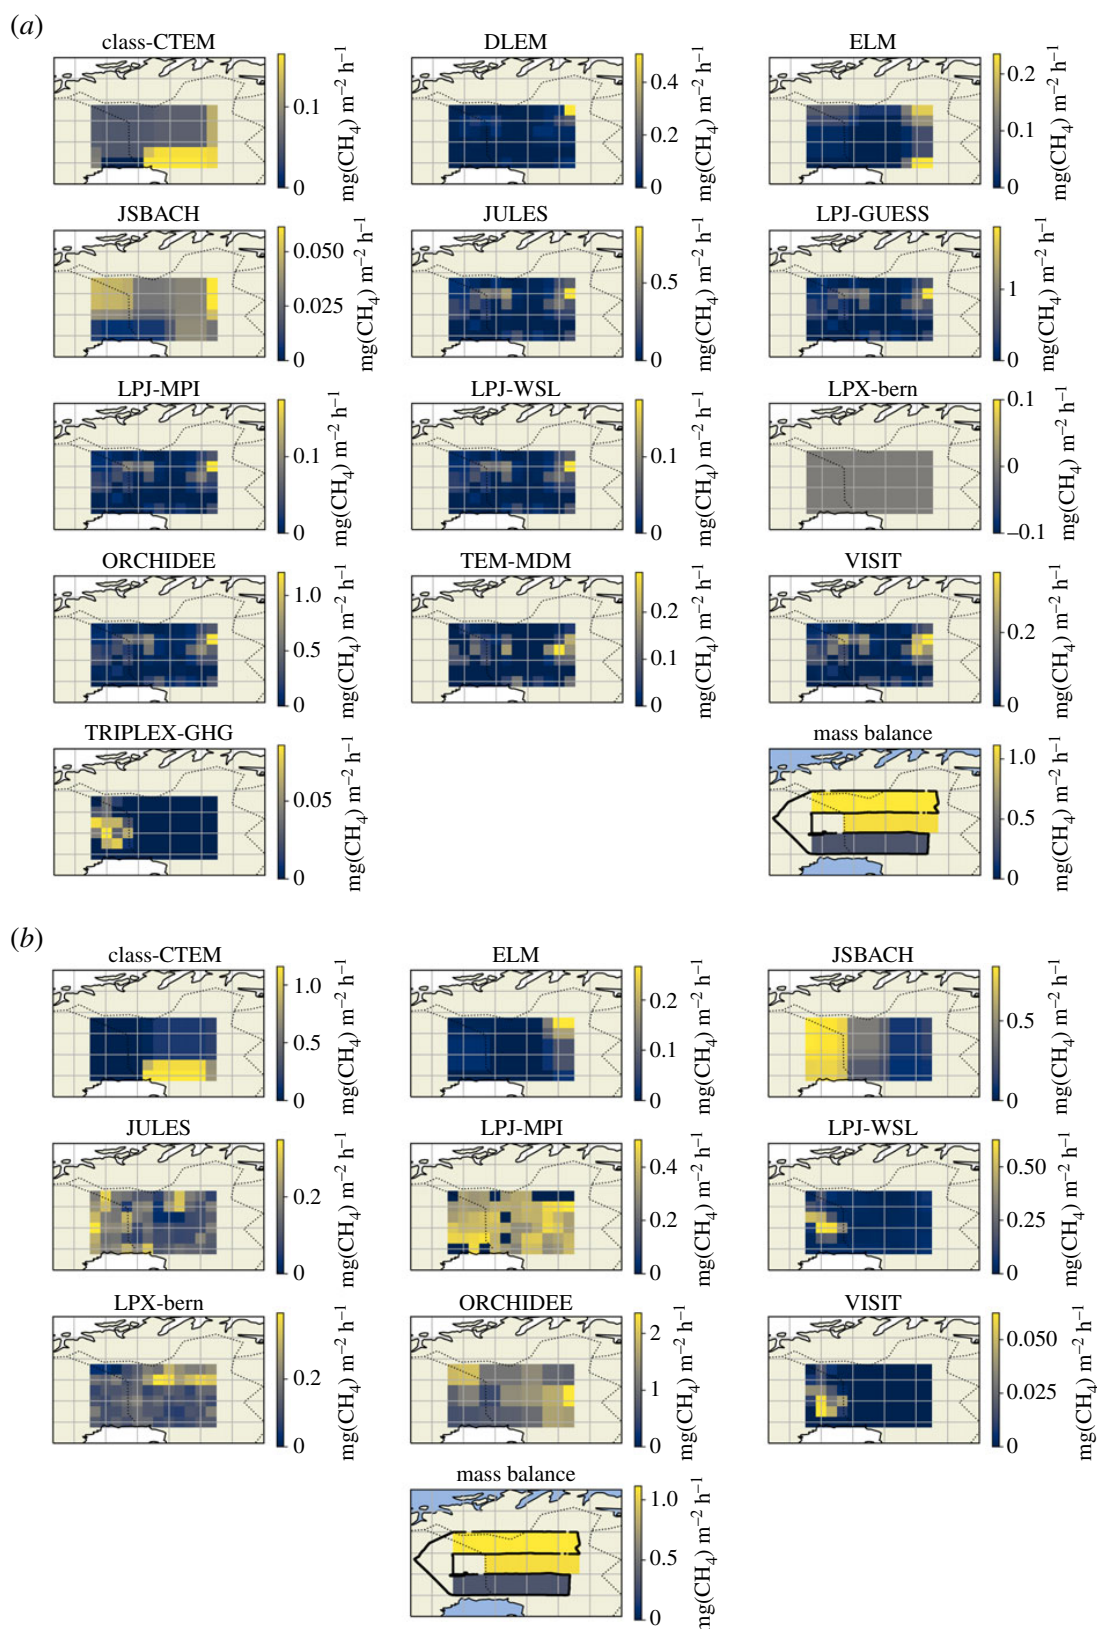 (a)
class-CTEM DLEM ELM
0.1
0
mg(CH4) m−2 h−1
0.4
0.2
0
mg(CH4) m−2 h−1
0.2
0.1
0
mg(CH4) m−2 h−1
JSBACH JULES LPJ-GUESS
0.050
0.025
0
mg(CH4) m−2 h−1
0.5
0
mg(CH4) m−2 h−1
1
0
mg(CH4) m−2 h−1
LPJ-MPI LPJ-WSL LPX-bern
0.1
0
mg(CH4) m−2 h−1
0.1
0
mg(CH4) m−2 h−1
0.1
0
−0.1
mg(CH4) m−2 h−1
ORCHIDEE TEM-MDM VISIT
1.0
0.5
0
mg(CH4) m−2 h−1
0.2
0.1
0
mg(CH4) m−2 h−1
0.2
0
mg(CH4) m−2 h−1
TRIPLEX-GHG mass balance
0.05
0
mg(CH4) m−2 h−1
1.0
0.5
0
mg(CH4) m−2 h−1
(b)
class-CTEM ELM JSBACH
1.0
0.5
0
mg(CH4) m−2 h−1
0.2
0.1
0
mg(CH4) m−2 h−1
0.5
0
mg(CH4) m−2 h−1
JULES LPJ-MPI LPJ-WSL
0.2
0
mg(CH4) m−2 h−1
0.4
0.2
0
mg(CH4) m−2 h−1
0.50
0.25
0
mg(CH4) m−2 h−1
LPX-bern ORCHIDEE VISIT
0.2
0
mg(CH4) m−2 h−1
2
1
0
mg(CH4) m−2 h−1
0.050
0.025
0
mg(CH4) m−2 h−1
mass balance
1.0
0.5
0
mg(CH4) m−2 h−1